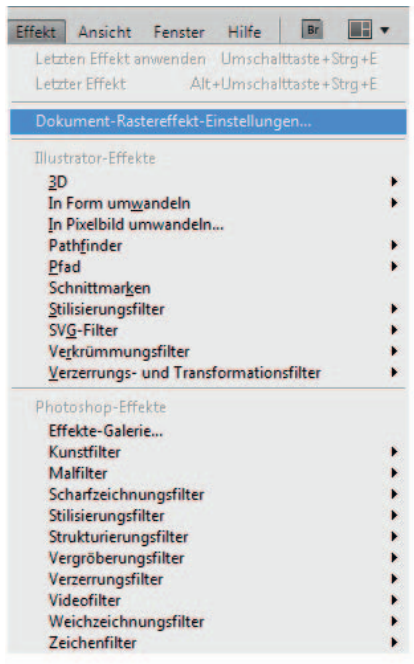 Effekt Ansicht Fenster Hilfe Br
Letzten Effekt anwenden Umschalttaste+Strg+E
Letzter Effekt Alt+Umschalttaste+Strg+E
Dokument-Rastereffekt-Einstellungen...
Illustrator-Effekte
3D
In Form umwandeln
In Pixelbild umwandeln...
Pathfinder
Pfad
Schnittmarken
Stilisierungsfilter
SVG-Filter
Verkrümmungsfilter
Verzerrungs- und Transformationsfilter
Photoshop-Effekte
Effekte-Galerie...
Kunstfilter
Malfilter
Scharfzeichnungsfilter
Stilisierungsfilter
Strukturierungsfilter
Vergröberungsfilter
Verzerrungsfilter
Videofilter
Weichzeichnungsfilter
Zeichenfilter